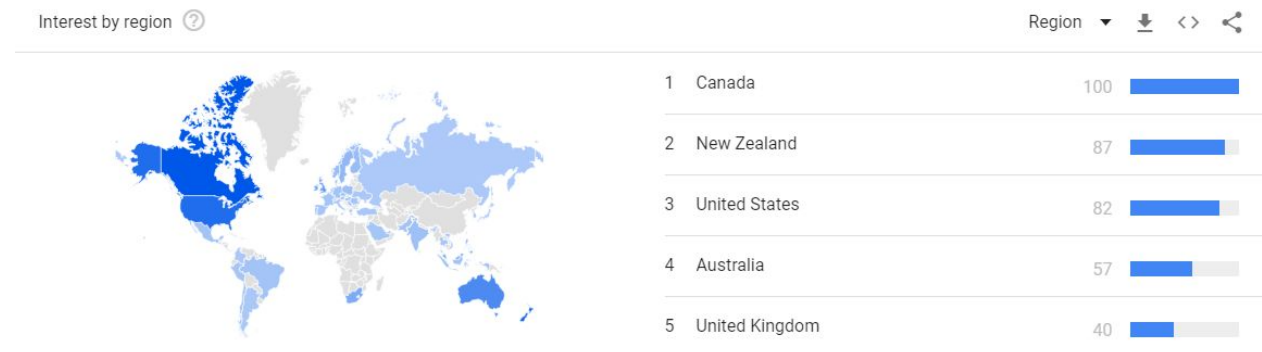 Interest by region ?
Region
1 Canada 100
2 New Zealand 87
3 United States 82
4 Australia 57
5 United Kingdom 40